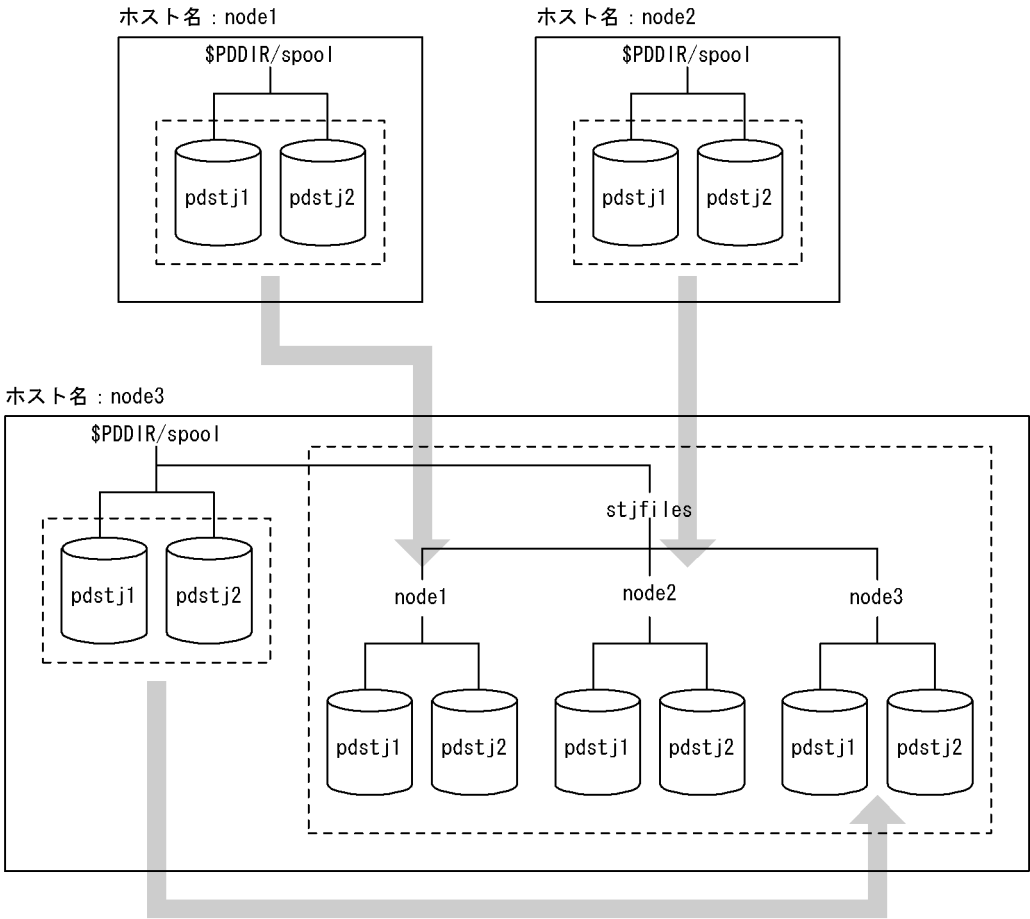 ホスト名：node1
ホスト名：node2
$PDDIR/spool
$PDDIR/spool
pdstj1
pdstj2
pdstj1
pdstj2
ホスト名：node3
$PDDIR/spool
stjfiles
pdstj1
pdstj2
node1
node2
node3
pdstj1
pdstj2
pdstj1
pdstj2
pdstj1
pdstj2